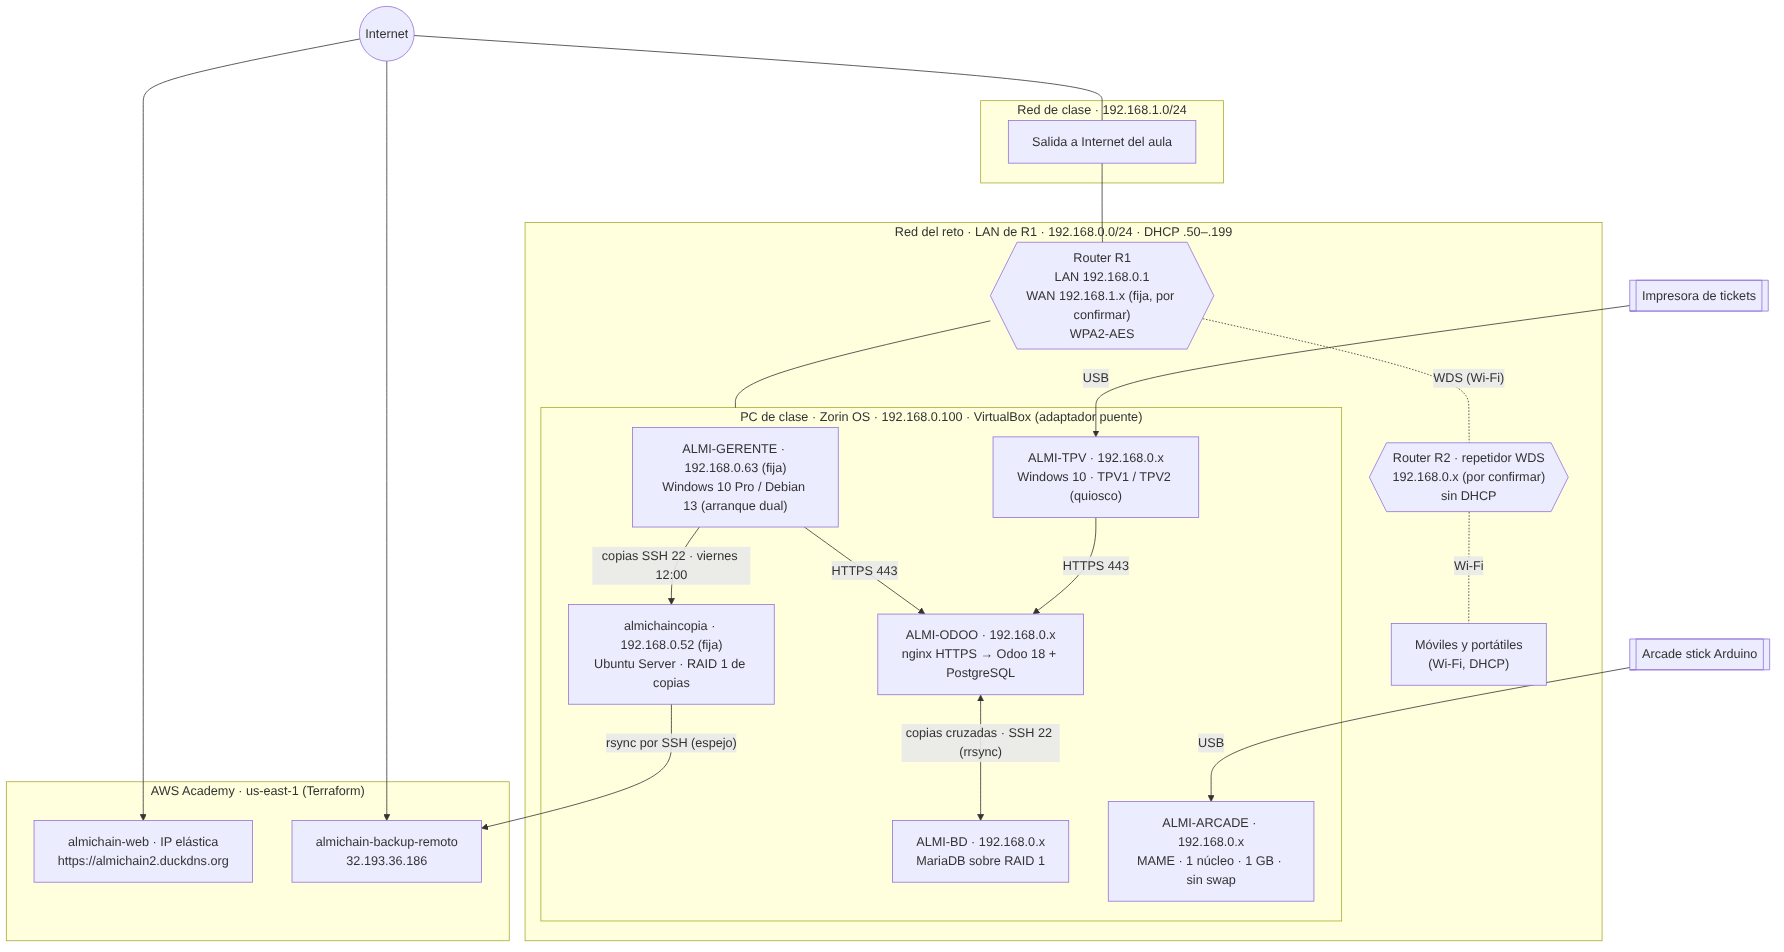 Internet
Red de clase · 192.168.1.0/24
Salida a Internet del aula
Red del reto · LAN de R1 · 192.168.0.0/24 · DHCP .50–.199
Router R1
LAN 192.168.0.1
WAN 192.168.1.x (fija, por
confirmar)
WPA2-AES
Impresora de tickets
USB
WDS (Wi-Fi)
PC de clase · Zorin OS · 192.168.0.100 · VirtualBox (adaptador puente)
ALMI-GERENTE ·
192.168.0.63 (fija)
Windows 10 Pro / Debian
13 (arranque dual)
ALMI-TPV · 192.168.0.x
Windows 10 · TPV1 / TPV2
(quiosco)
Router R2 · repetidor WDS
192.168.0.x (por confirmar)
sin DHCP
copias SSH 22 · viernes
12:00
HTTPS 443
HTTPS 443
Wi-Fi
almichaincopia ·
192.168.0.52 (fija)
Ubuntu Server · RAID 1 de
copias
ALMI-ODOO · 192.168.0.x
nginx HTTPS → Odoo 18 +
PostgreSQL
Móviles y portátiles
(Wi-Fi, DHCP)
Arcade stick Arduino
rsync por SSH (espejo)
copias cruzadas · SSH 22
(rrsync)
USB
AWS Academy · us-east-1 (Terraform)
almichain-web · IP elástica
https://almichain2.duckdns.org
almichain-backup-remoto
32.193.36.186
ALMI-BD · 192.168.0.x
MariaDB sobre RAID 1
ALMI-ARCADE ·
192.168.0.x
MAME · 1 núcleo · 1 GB ·
sin swap